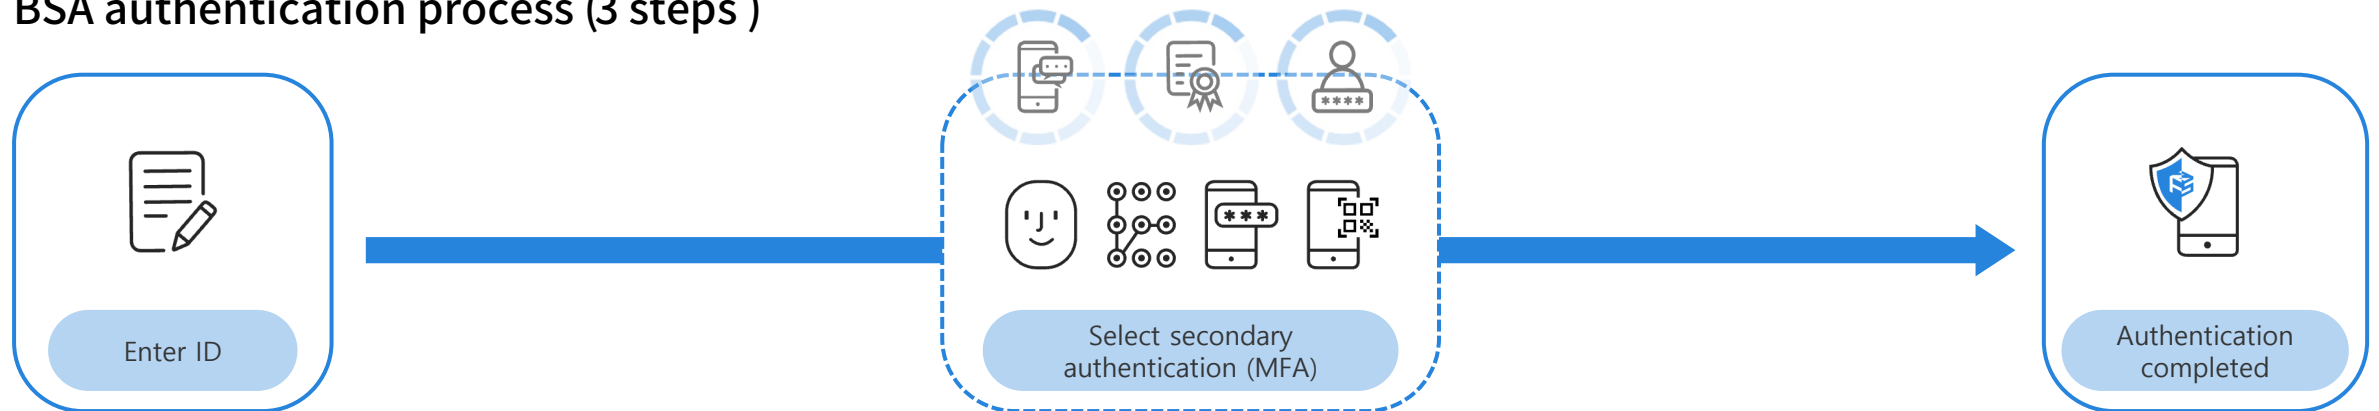 BSA authentication process (3 steps )
Enter ID
Select secondary
authentication (MFA)
Authentication
completed